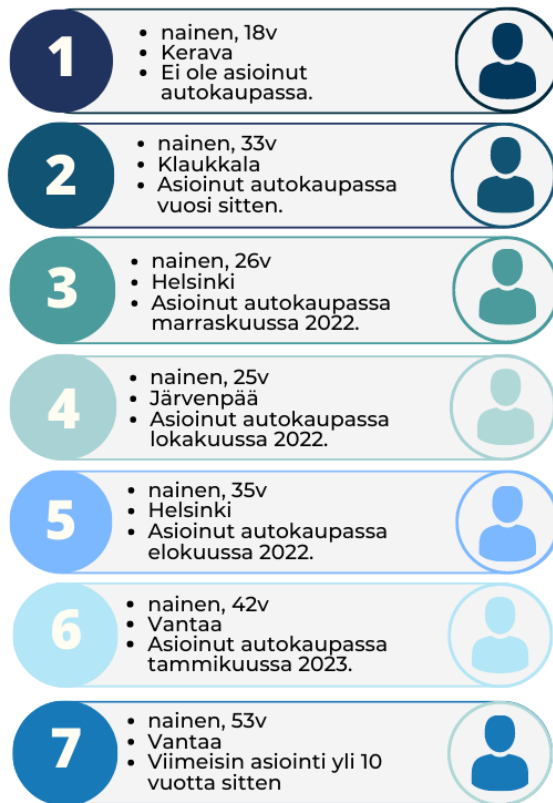 1
• nainen, 18v
• Kerava
• Ei ole asioinut
autokaupassa.
2
• nainen, 33v
• Klaukkala
• Asioinut autokaupassa
vuosi sitten.
3
• nainen, 26v
• Helsinki
• Asioinut autokaupassa
marraskuussa 2022.
4
• nainen, 25v
• Järvenpää
• Asioinut autokaupassa
lokakuussa 2022.
5
• nainen, 35v
• Helsinki
• Asioinut autokaupassa
elokuussa 2022.
6
• nainen, 42v
• Vantaa
• Asioinut autokaupassa
tammikuussa 2023.
7
• nainen, 53v
• Vantaa
• Viimeisin asiointi yli 10
vuotta sitten